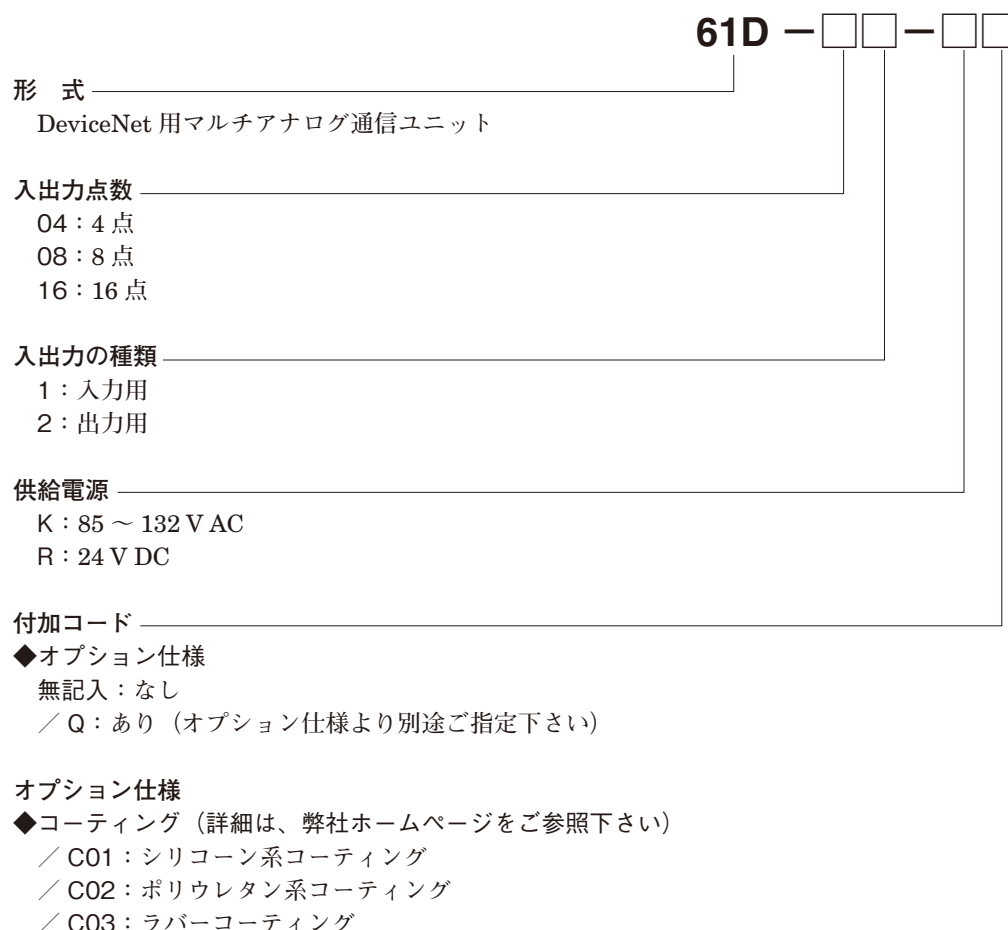 61D －□□－□□
形　式
DeviceNet 用マルチアナログ通信ユニット
入出力点数
04：4 点
08：8 点
16：16 点
入出力の種類
1：入力用
2：出力用
供給電源
K：85 ～ 132 V AC
R：24 V DC
付加コード
◆オプション仕様
無記入：なし
／ Q：あり（オプション仕様より別途ご指定下さい）
オプション仕様
◆コーティング（詳細は、弊社ホームページをご参照下さい）
／ C01：シリコーン系コーティング
／ C02：ポリウレタン系コーティング
／ C03：ラバーコーティング